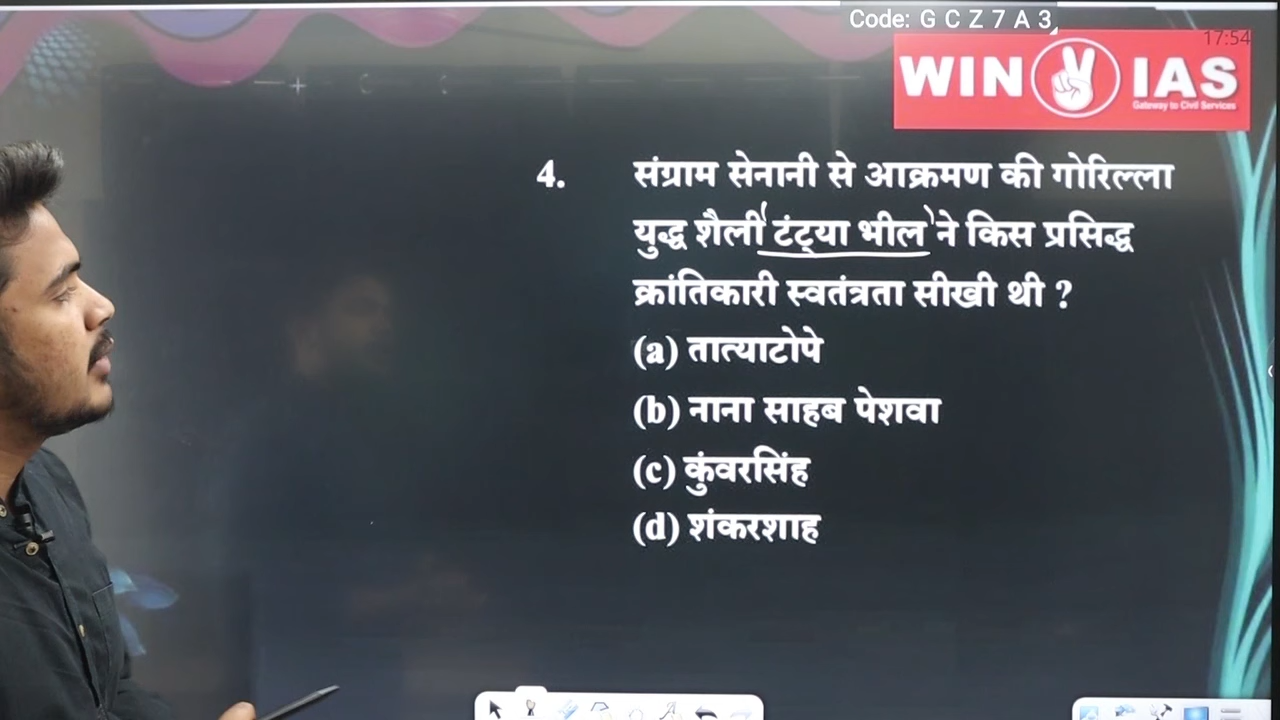 Code: G C Z 7 A 3
17:54
WIN IAS
Gateway to Civil Services
4. संग्राम सेनानी से आक्रमण की गोरिल्ला
युद्ध शैली 'टंट्या भील' ने किस प्रसिद्ध
क्रांतिकारी स्वतंत्रता सीखी थी ?
(a) तात्याटोपे
(b) नाना साहब पेशवा
(c) कुंवरसिंह
(d) शंकरशाह